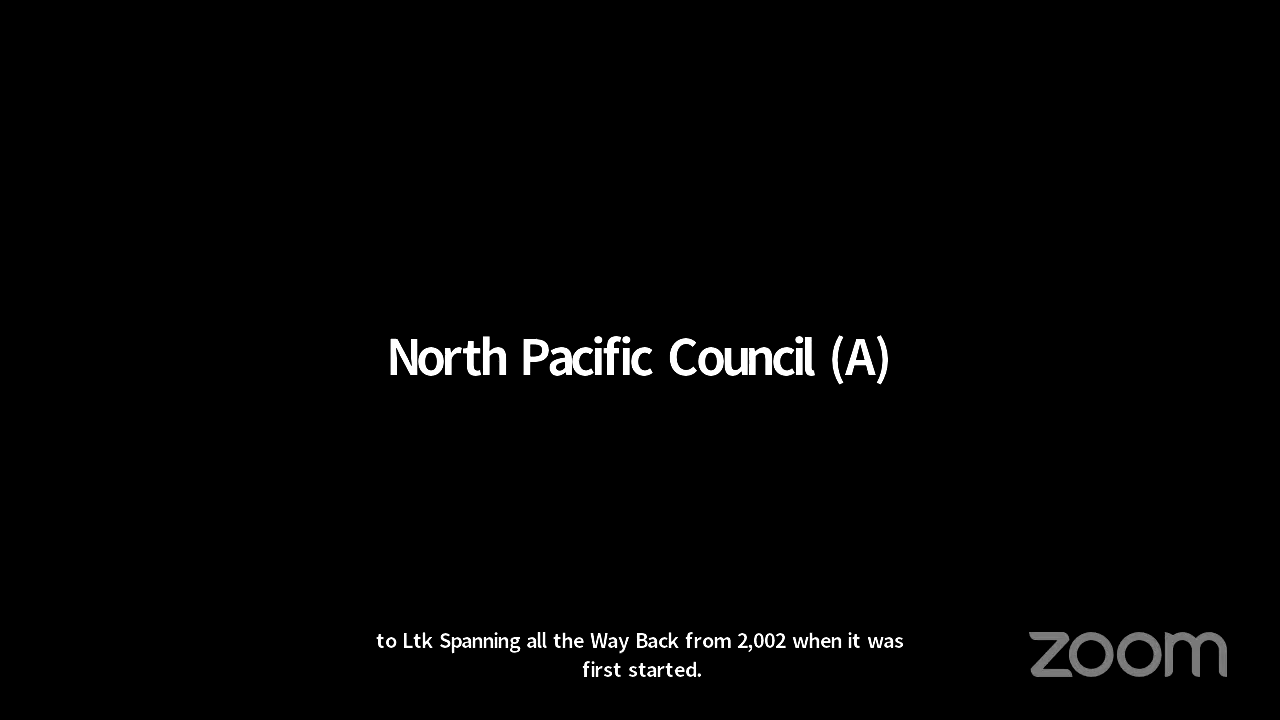 North Pacific Council (A)
to Ltk Spanning all the Way Back from 2,002 when it was
first started.
zoom